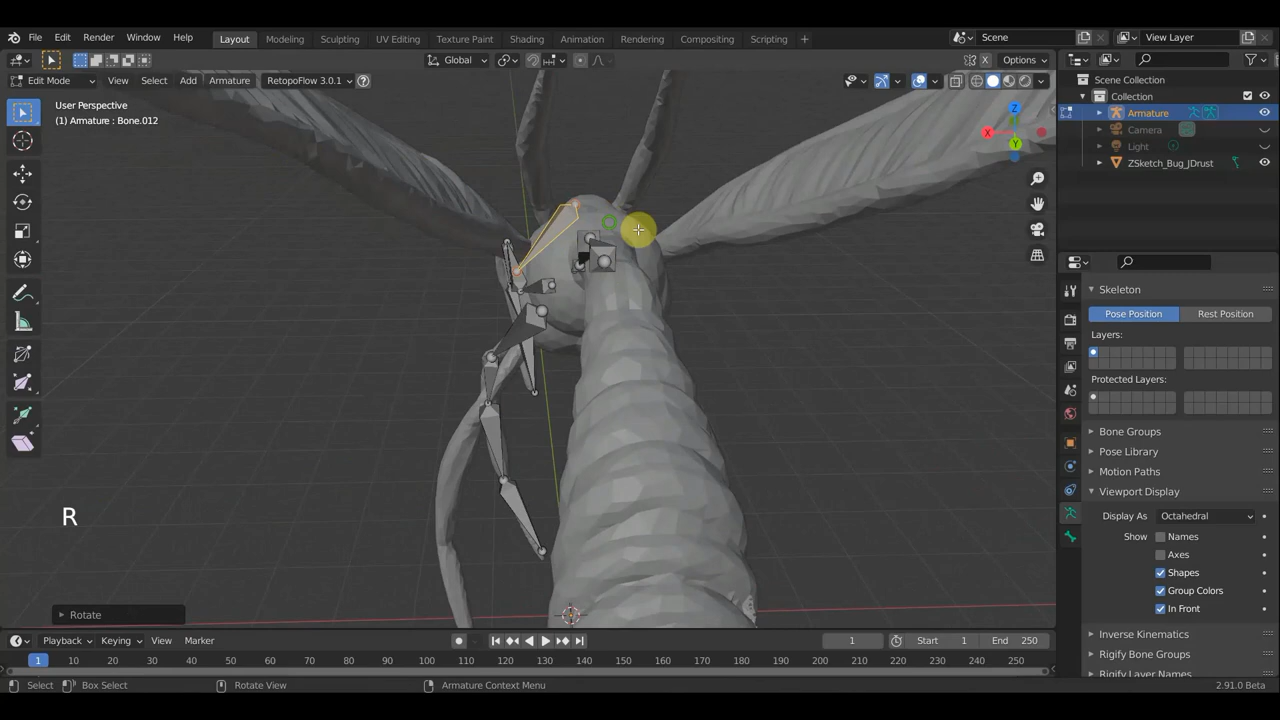 File Edit Render Window Help Layout Modeling Sculpting UV Editing Texture Paint Shading Animation Rendering Compositing Scripting + Scene View Layer
Global Options
Edit Mode View Select Add Armature RetopoFlow 3.0.1 ?
User Perspective
(1) Armature : Bone.012
Z
X
Y
R
Rotate
Scene Collection
Collection
Armature
Camera
Light
ZSketch_Bug_JDrust
Skeleton
Pose Position Rest Position
Layers:
Protected Layers:
Bone Groups
Pose Library
Motion Paths
Viewport Display
Display As Octahedral
Show Names
Axes
Shapes
Group Colors
In Front
Inverse Kinematics
Rigify Bone Groups
Rigify Layer Names
Playback Keying View Marker 1 Start 1 End 250
1 10 20 30 40 50 60 70 80 90 100 110 120 130 140 150 160 170 180 190 200 210 220 230 240 250
Select Box Select Rotate View Armature Context Menu 2.91.0 Beta